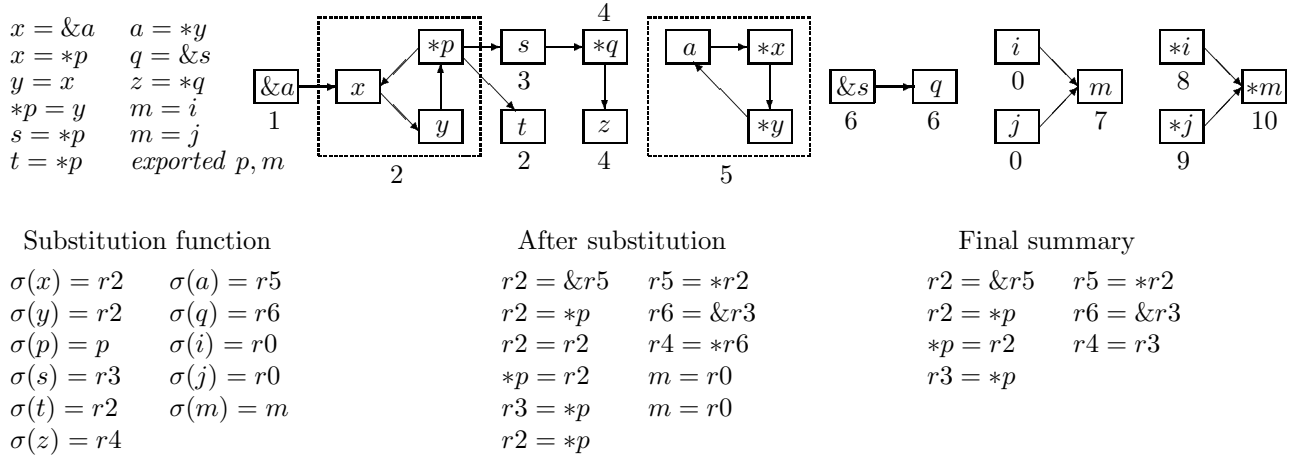 x = &a a = *y
x = *p q = &s
y = x z = *q
*p = y m = i
s = *p m = j
t = *p exported p, m
&a
1
x
*p
y
2
s
3
t
2
4
*q
z
4
a
*x
*y
5
&s
6
q
6
i
0
j
0
m
7
*i
8
*j
9
*m
10
Substitution function
σ(x) = r2 σ(a) = r5
σ(y) = r2 σ(q) = r6
σ(p) = p σ(i) = r0
σ(s) = r3 σ(j) = r0
σ(t) = r2 σ(m) = m
σ(z) = r4
After substitution
r2 = &r5 r5 = *r2
r2 = *p r6 = &r3
r2 = r2 r4 = *r6
*p = r2 m = r0
r3 = *p m = r0
r2 = *p
Final summary
r2 = &r5 r5 = *r2
r2 = *p r6 = &r3
*p = r2 r4 = r3
r3 = *p